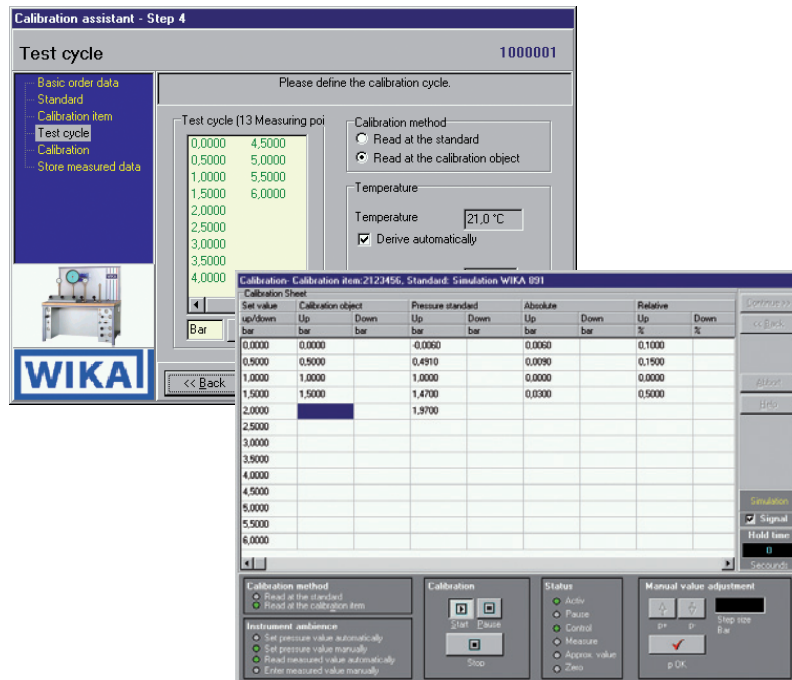 Calibration assistant - Step 4
Test cycle 1000001
Basic order data
Standard
Calibration item
Test cycle
Calibration
Store measured data
Please define the calibration cycle.
Test cycle (13 Measuring poi
0,0000 4,5000
0,5000 5,0000
1,0000 5,5000
1,5000 6,0000
2,0000
2,5000
3,0000
3,5000
4,0000
Bar
Calibration method
Read at the standard
Read at the calibration object
Temperature
Temperature 21,0 °C
Derive automatically
WIKA
<< Back
Calibration- Calibration item:2123456, Standard: Simulation WIKA 091
Calibration Sheet
Set value Calibration object Pressure standard Absolute Relative
up/down Up Down Up Down Up Down Up Down
bar bar bar bar bar bar bar % %
0,0000 0,0000 -0,0060 0,0060 0,1000
0,5000 0,5000 0,4910 0,0090 0,1500
1,0000 1,0000 1,0000 0,0000 0,0000
1,5000 1,5000 1,4700 0,0300 0,5000
2,0000 1,9700
2,5000
3,0000
3,5000
4,0000
4,5000
5,0000
5,5000
6,0000
Continue >>
<< Back
Abort
Help
Simulation
Signal
Hold time
0
Secounds
Calibration method
Read at the standard
Read at the calibration item
Instrument ambience
Set pressure value automatically
Set pressure value manually
Read measured value automatically
Enter measured value manually
Calibration
Start Pause
Stop
Status
Activ
Pause
Control
Measure
Approx. value
Zero
Manual value adjustment
p+ p-
Step size
Bar
p OK